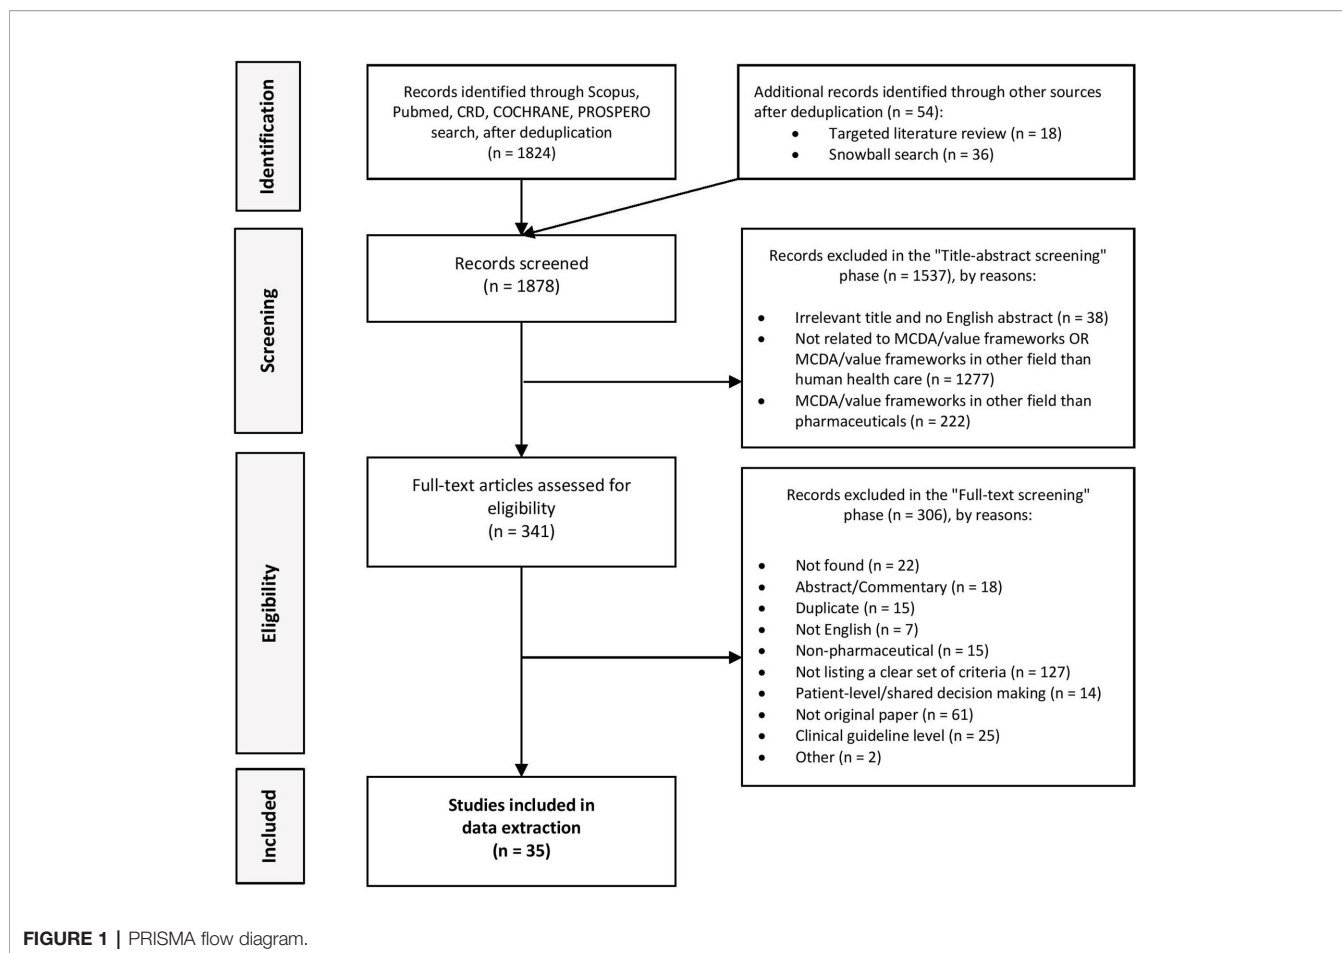 Identification
Records identified through Scopus,
Pubmed, CRD, COCHRANE, PROSPERO
search, after deduplication
(n = 1824)
Additional records identified through other sources
after deduplication (n = 54):
• Targeted literature review (n = 18)
• Snowball search (n = 36)
Screening
Records screened
(n = 1878)
Records excluded in the "Title-abstract screening"
phase (n = 1537), by reasons:
• Irrelevant title and no English abstract (n = 38)
• Not related to MCDA/value frameworks OR
MCDA/value frameworks in other field than
human health care (n = 1277)
• MCDA/value frameworks in other field than
pharmaceuticals (n = 222)
Eligibility
Full-text articles assessed for
eligibility
(n = 341)
Records excluded in the "Full-text screening"
phase (n = 306), by reasons:
• Not found (n = 22)
• Abstract/Commentary (n = 18)
• Duplicate (n = 15)
• Not English (n = 7)
• Non-pharmaceutical (n = 15)
• Not listing a clear set of criteria (n = 127)
• Patient-level/shared decision making (n = 14)
• Not original paper (n = 61)
• Clinical guideline level (n = 25)
• Other (n = 2)
Included
Studies included in
data extraction
(n = 35)
FIGURE 1 | PRISMA flow diagram.